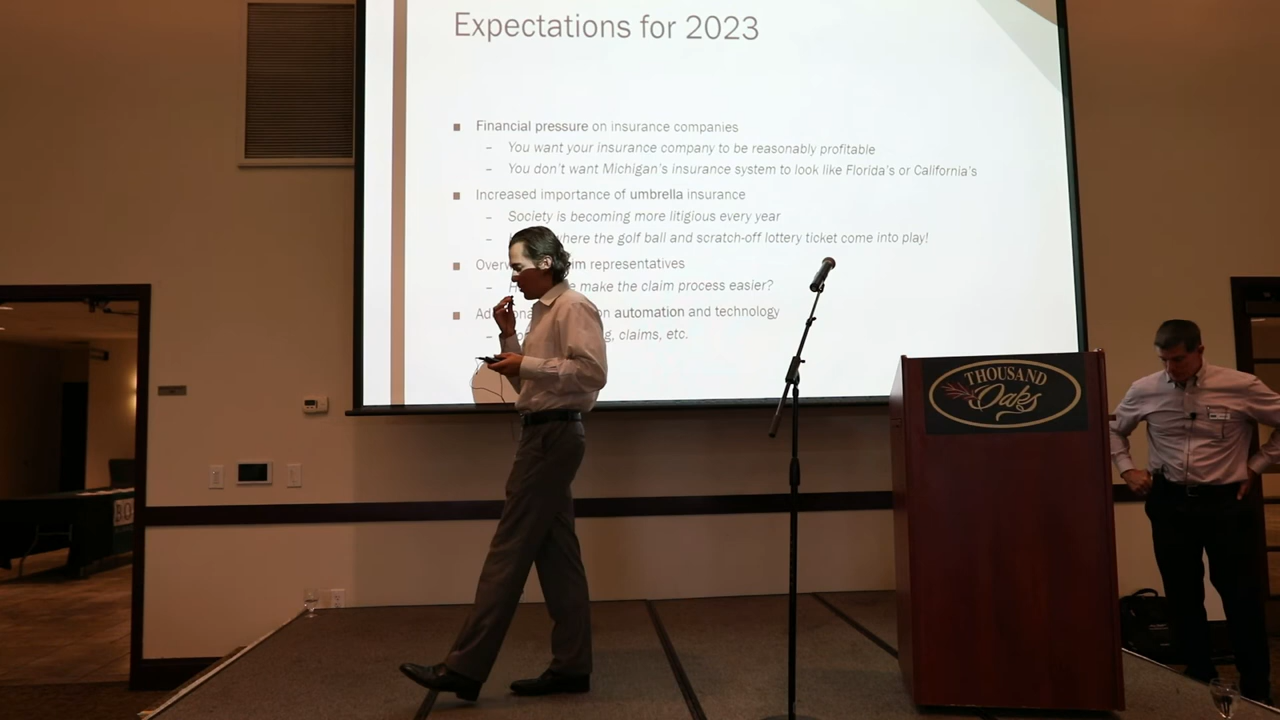 Expectations for 2023
Financial pressure on insurance companies
– You want your insurance company to be reasonably profitable
– You don't want Michigan's insurance system to look like Florida's or California's
Increased importance of umbrella insurance
– Society is becoming more litigious every year
– where the golf ball and scratch-off lottery ticket come into play!
representatives
– make the claim process easier?
on automation and technology
– claims, etc.
THOUSAND
Oaks